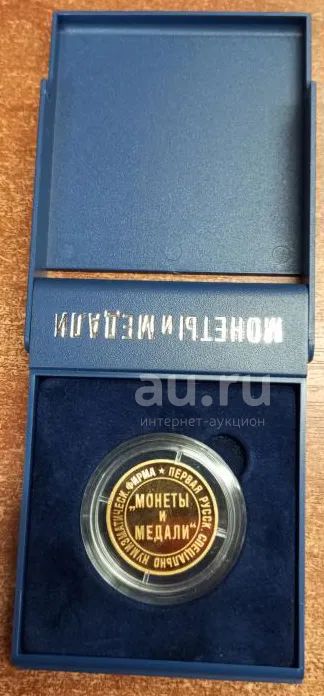 МОНЕТЫ и МЕДАЛИ
au.ru
интернет-аукцион
★ ПЕРВАЯ РУССК. СПЕЦИАЛЬНО НУМИЗМАТИЧЕСК. ФИРМА
„МОНЕТЫ
И
МЕДАЛИ“